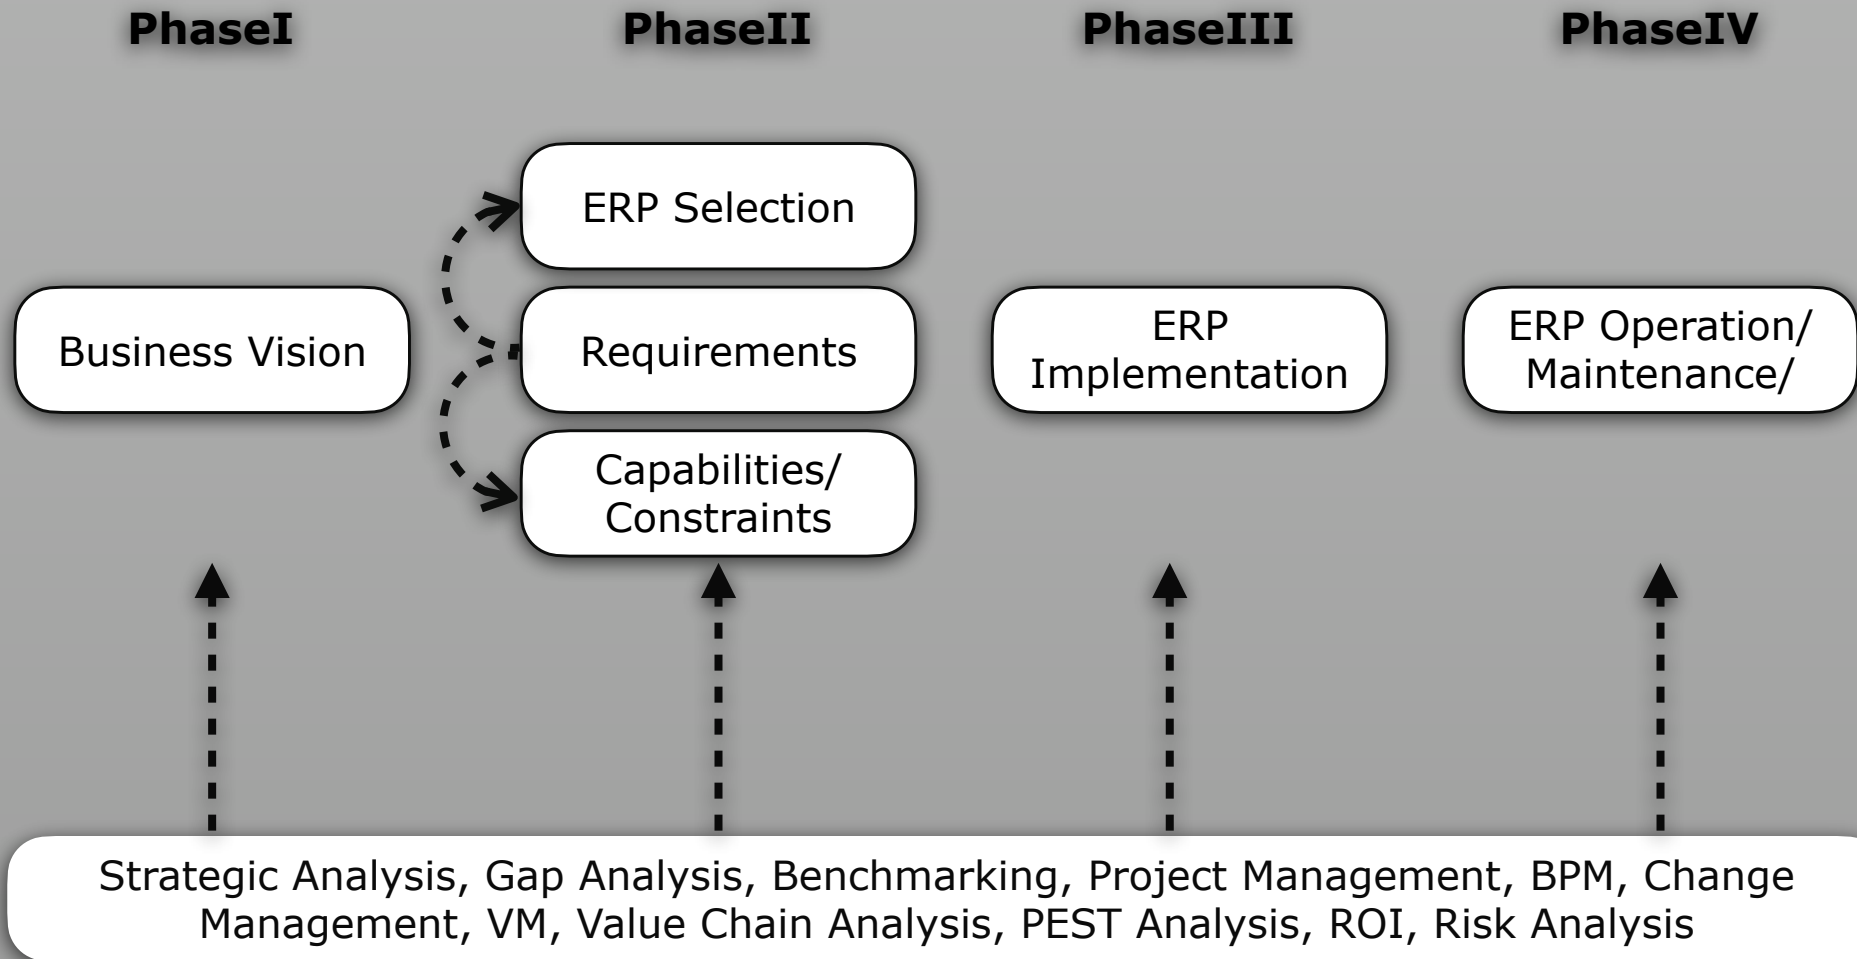 PhaseI
PhaseII
PhaseIII
PhaseIV
ERP Selection
Business Vision
Requirements
ERP
Implementation
ERP Operation/
Maintenance/
Capabilities/
Constraints
Strategic Analysis, Gap Analysis, Benchmarking, Project Management, BPM, Change
Management, VM, Value Chain Analysis, PEST Analysis, ROI, Risk Analysis